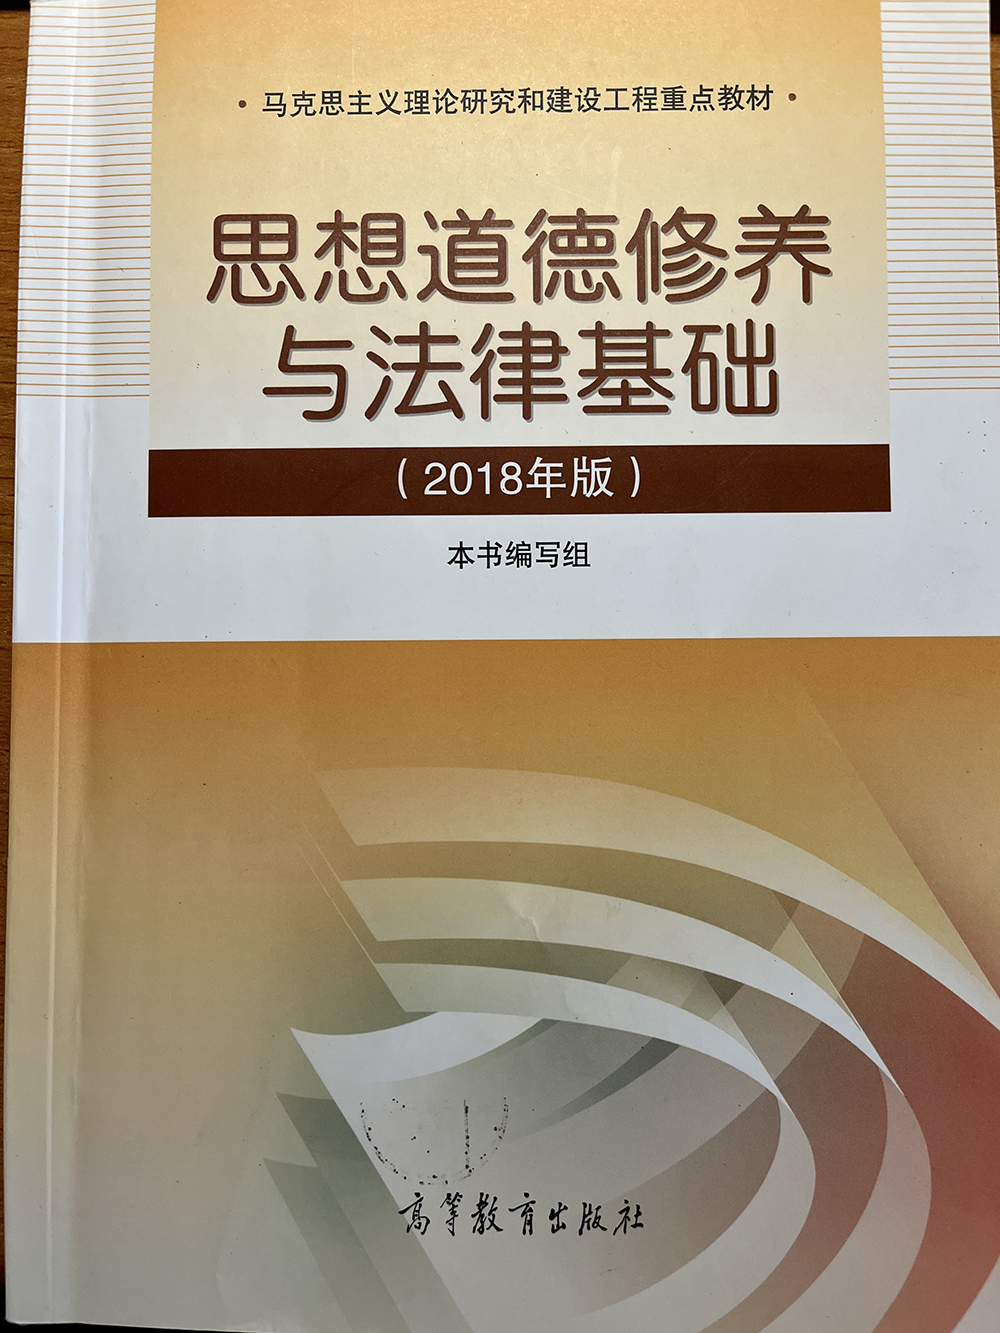 · 马克思主义理论研究和建设工程重点教材 ·
思想道德修养
与法律基础
(2018年版)
本书编写组
高等教育出版社